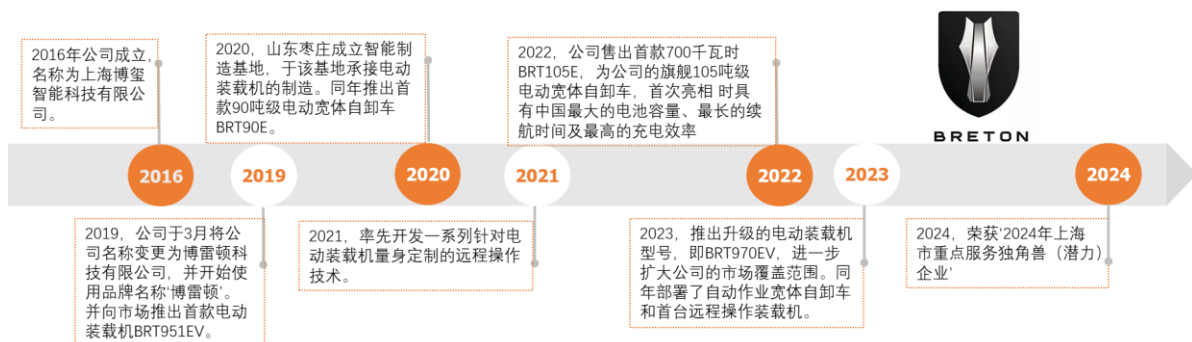 2016年公司成立,
名称为上海博玺
智能科技有限公
司。
2020，山东枣庄成立智能制
造基地，于该基地承接电动
装载机的制造。同年推出首
款90吨级电动宽体自卸车
BRT90E。
2022，公司售出首款700千瓦时
BRT105E，为公司的旗舰105吨级
电动宽体自卸车，首次亮相 时具
有中国最大的电池容量、最长的续
航时间及最高的充电效率
BRETON
2016
2019
2020
2021
2022
2023
2024
2019，公司于3月将公
司名称变更为博雷顿科
技有限公司，并开始使
用品牌名称‘博雷顿’。
并向市场推出首款电动
装载机BRT951EV。
2021，率先开发一系列针对电
动装载机量身定制的远程操作
技术。
2023，推出升级的电动装载机
型号，即BRT970EV，进一步
扩大公司的市场覆盖范围。同
年部署了自动作业宽体自卸车
和首台远程操作装载机。
2024，荣获‘2024年上海
市重点服务独角兽（潜力）
企业’